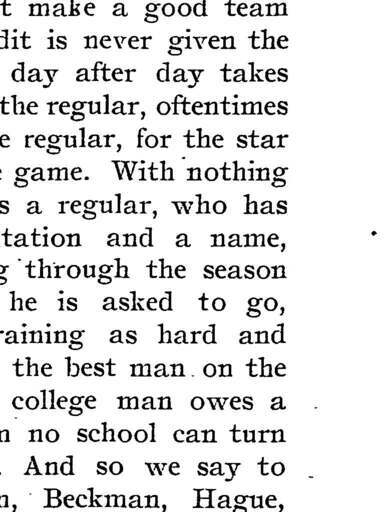 t make a good team
dit is never given the
day after day takes
the regular, oftentimes
e regular, for the star
e game. With nothing
s a regular, who has
tation and a name,
g through the season
he is asked to go,
raining as hard and
the best man on the
college man owes a
n no school can turn
. And so we say to
n, Beckman, Hague,